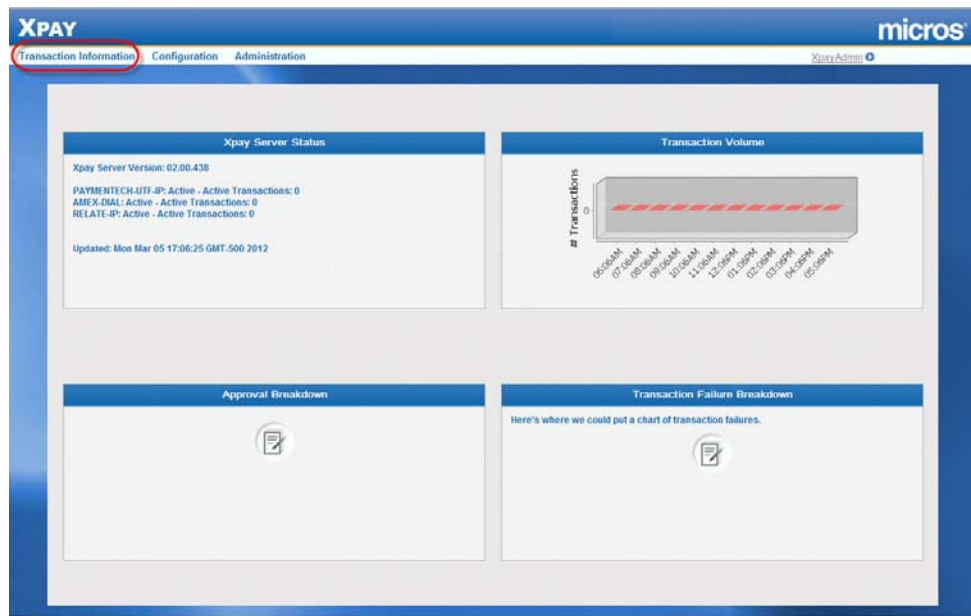 XPAY
micros
Transaction Information Configuration Administration
XpayAdmin
Xpay Server Status
Xpay Server Version: 02.00.438
PAYMENTECH-UTF-IP: Active - Active Transactions: 0
AMEX-DIAL: Active - Active Transactions: 0
RELATE-IP: Active - Active Transactions: 0
Updated: Mon Mar 05 17:06:25 GMT-500 2012
Transaction Volume
# Transactions
0
06:06AM
07:06AM
08:06AM
09:06AM
10:06AM
11:06AM
12:06PM
01:06PM
02:06PM
03:06PM
04:06PM
05:06PM
Approval Breakdown
Transaction Failure Breakdown
Here's where we could put a chart of transaction failures.